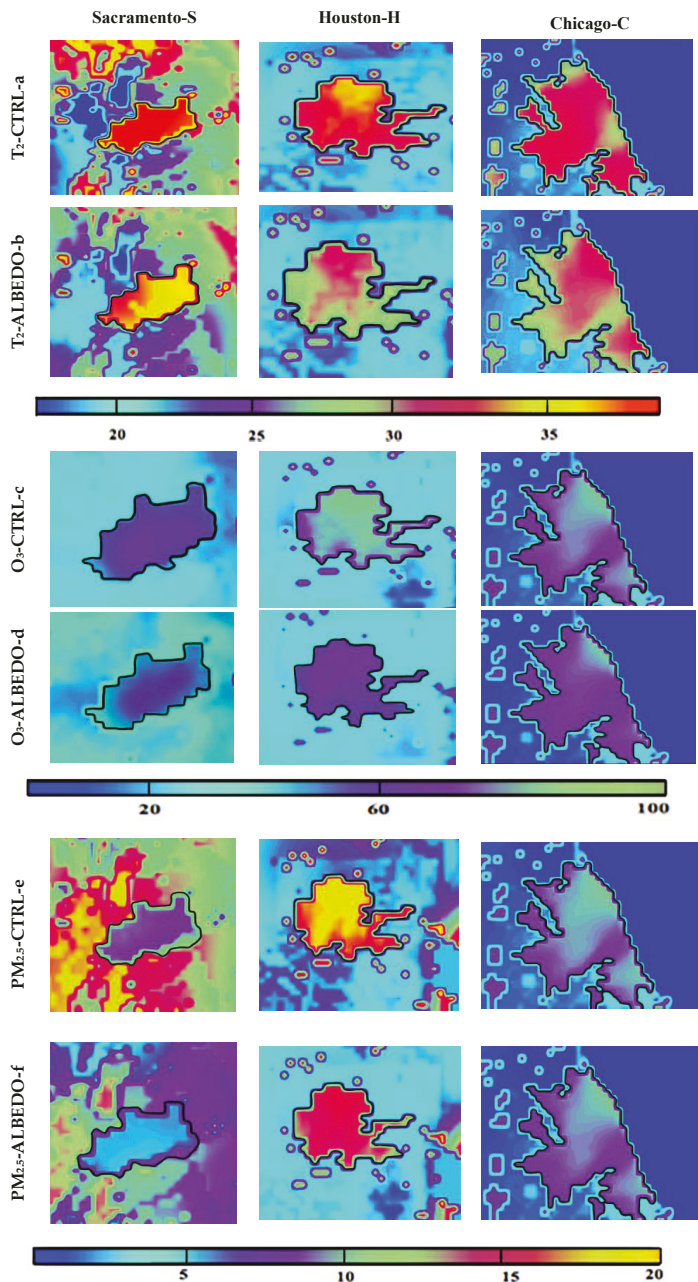 Sacramento-S Houston-H Chicago-C
T₂-CTRL-a
T₂-ALBEDO-b
20 25 30 35
O₃-CTRL-c
O₃-ALBEDO-d
20 60 100
PM₂.₅-CTRL-e
PM₂.₅-ALBEDO-f
5 10 15 20